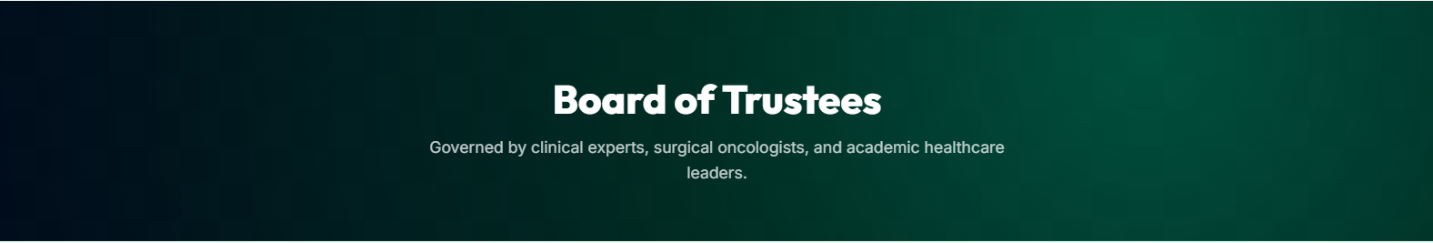 Board of Trustees
Governed by clinical experts, surgical oncologists, and academic healthcare
leaders.